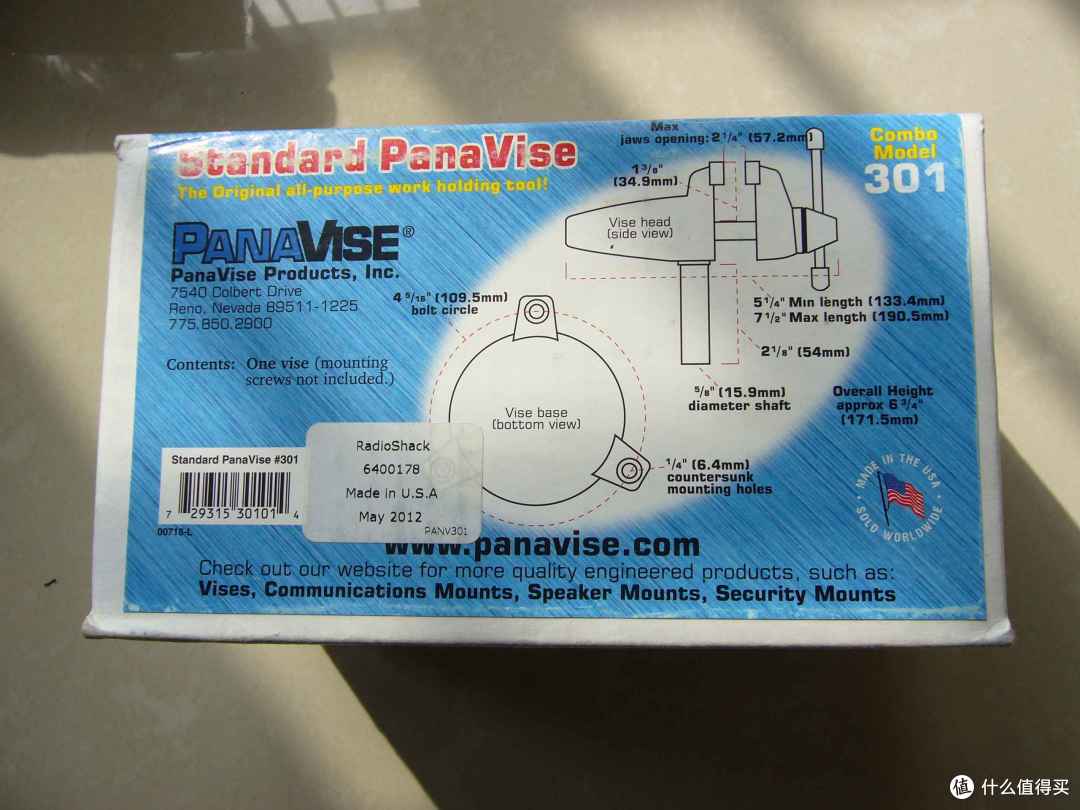 Standard PanaVise
The Original all-purpose work holding tool!
Combo
Model
301
PANAVISE®
PanaVise Products, Inc.
7540 Colbert Drive
Reno, Nevada 89511-1225
775.850.2900
Contents: One vise (mounting
screws not included.)
Max
jaws opening: 2 1/4" (57.2mm)
1 3/8"
(34.9mm)
Vise head
(side view)
5 1/4" Min length (133.4mm)
7 1/2" Max length (190.5mm)
2 1/8" (54mm)
5/8" (15.9mm)
diameter shaft
Overall Height
approx 6 3/4"
(171.5mm)
4 5/16" (109.5mm)
bolt circle
Vise base
(bottom view)
1/4" (6.4mm)
countersunk
mounting holes
MADE IN THE USA
SOLD WORLDWIDE
Standard PanaVise #301
7 29315 30101 4
00716-L
RadioShack
6400178
Made in U.S.A
May 2012
PANV301
www.panavise.com
Check out our website for more quality engineered products, such as:
Vises, Communications Mounts, Speaker Mounts, Security Mounts
值 什么值得买